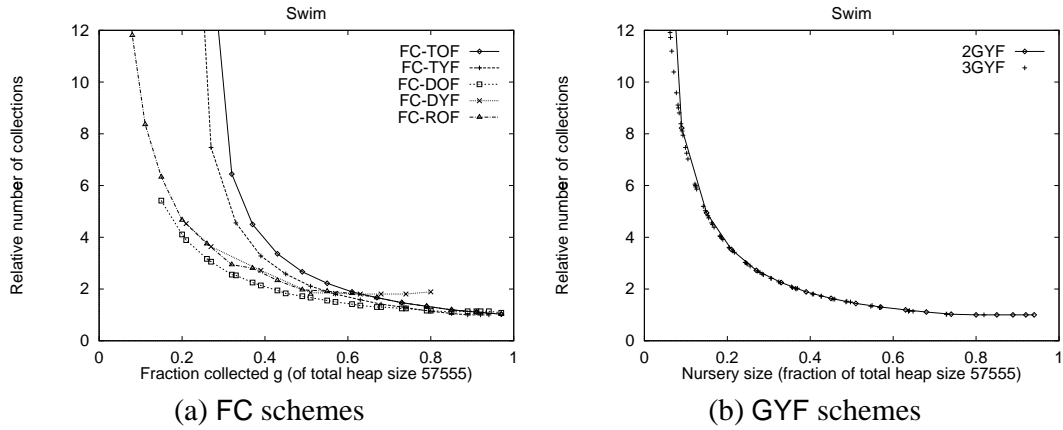 Swim
Relative number of collections
12
10
8
6
4
2
0
FC-TOF
FC-TYF
FC-DOF
FC-DYF
FC-ROF
0 0.2 0.4 0.6 0.8 1
Fraction collected g (of total heap size 57555)
(a) FC schemes
Swim
Relative number of collections
12
10
8
6
4
2
0
2GYF
3GYF
0 0.2 0.4 0.6 0.8 1
Nursery size (fraction of total heap size 57555)
(b) GYF schemes